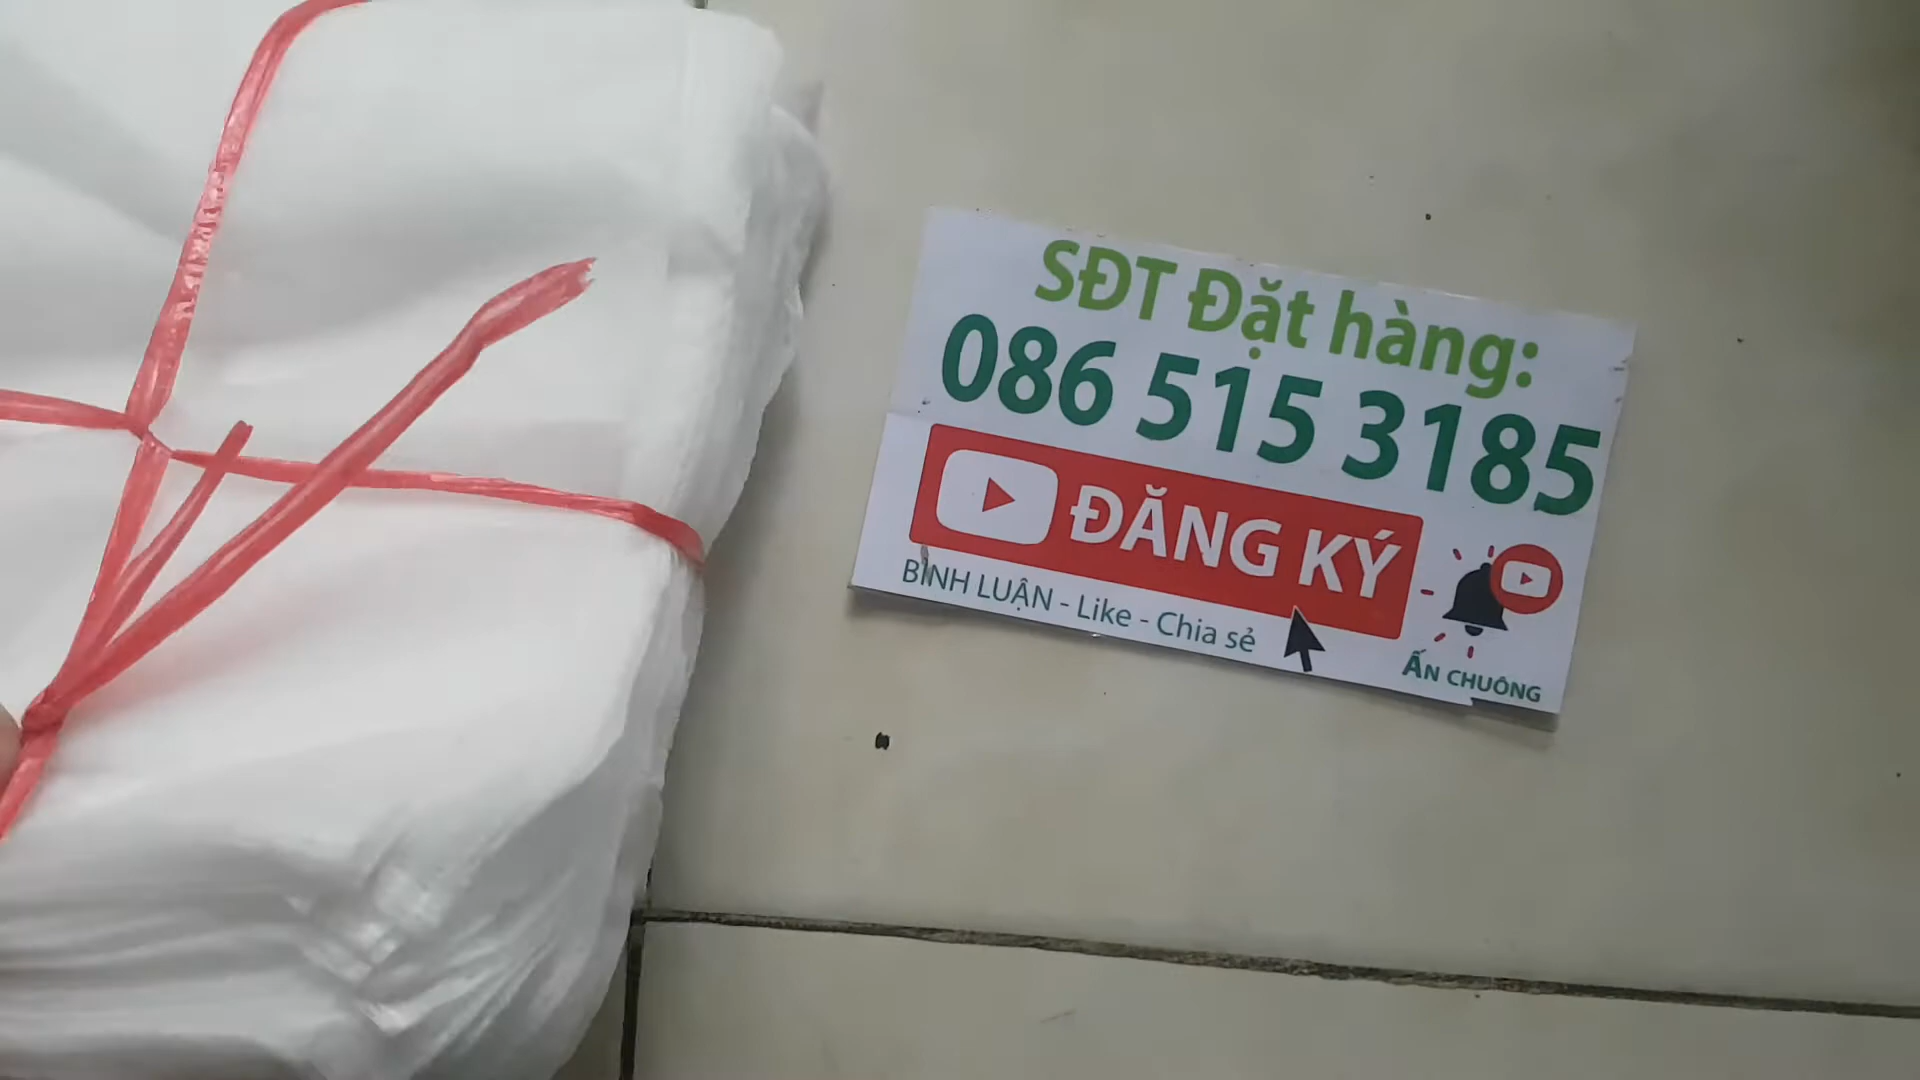 SĐT Đặt hàng:
086 515 3185
ĐĂNG KÝ
BÌNH LUẬN - Like - Chia sẻ
ẤN CHUÔNG